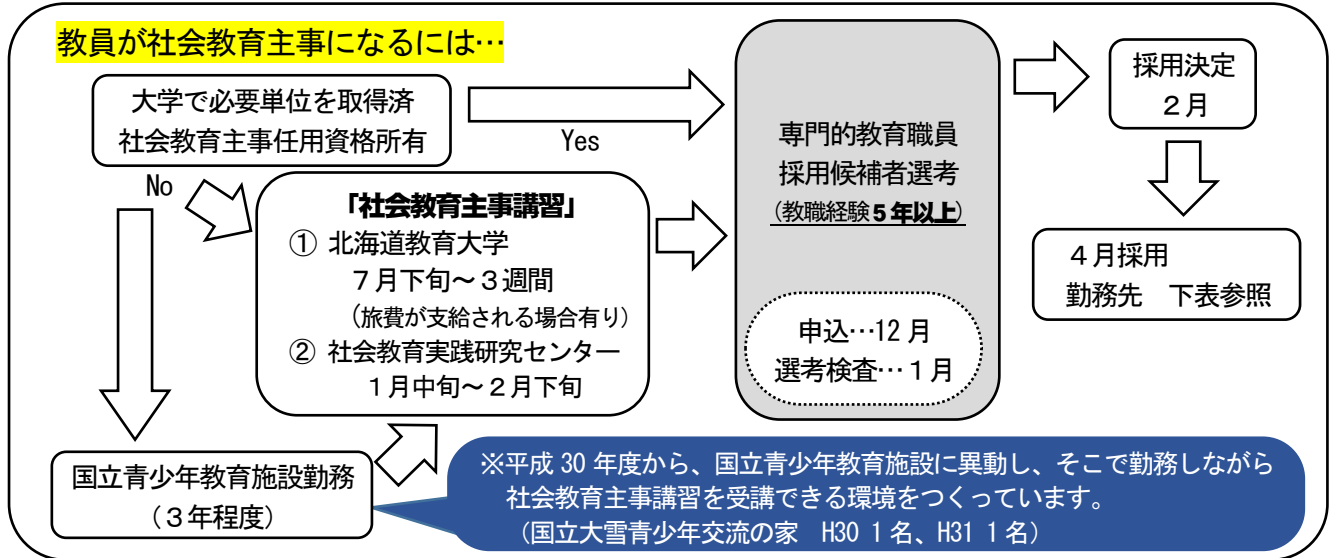 教員が社会教育主事になるには…
大学で必要単位を取得済
社会教育主事任用資格所有
Yes
No
「社会教育主事講習」
① 北海道教育大学
７月下旬～３週間
（旅費が支給される場合有り）
② 社会教育実践研究センター
１月中旬～２月下旬
国立青少年教育施設勤務
（３年程度）
※平成 30 年度から、国立青少年教育施設に異動し、そこで勤務しながら
社会教育主事講習を受講できる環境をつくっています。
（国立大雪青少年交流の家　H30 1 名、H31 1 名）
専門的教育職員
採用候補者選考
（教職経験５年以上）
申込…12 月
選考検査…１月
採用決定
２月
４月採用
勤務先　下表参照